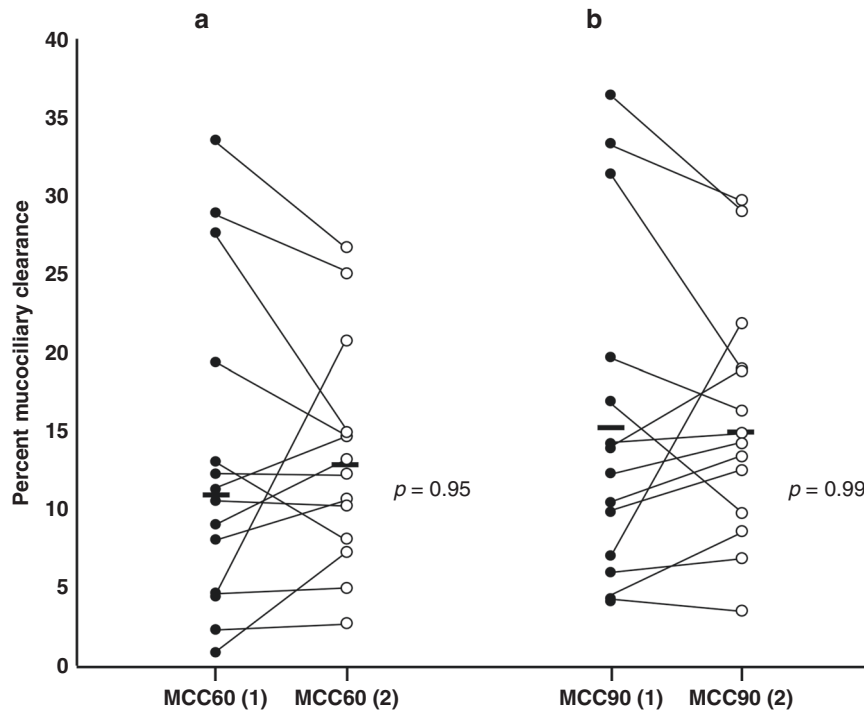 a
b
Percent mucociliary clearance
40
35
30
25
20
15
10
5
0
p = 0.95
p = 0.99
MCC60 (1) MCC60 (2) MCC90 (1) MCC90 (2)